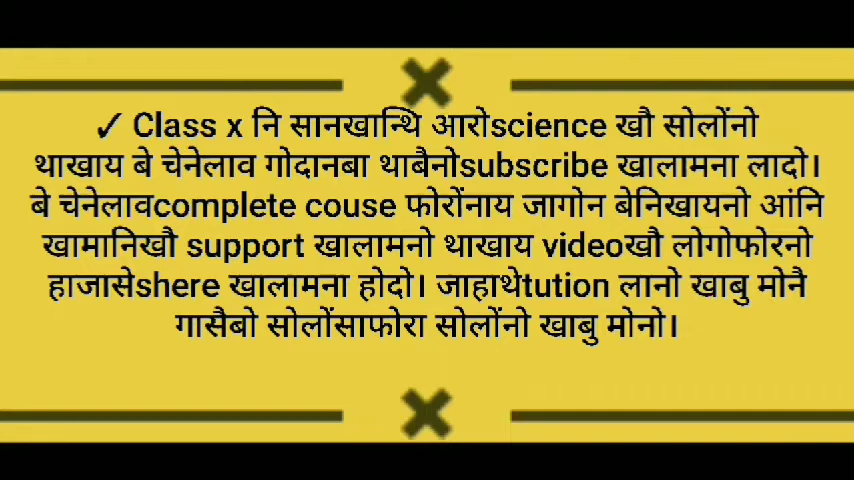 ✓ Class x नि सानखान्थि आरोscience खौ सोलोंनो
थाखाय बे चेनेलाव गोदानबा थाबैनोsubscribe खालामना लादो।
बे चेनेलावcomplete couse फोरोंनाय जागोन बेनिखायनो आंनि
खामानिखौ support खालामनो थाखाय videoखौ लोगोफोरनो
हाजासेshere खालामना होदो। जाहाथेtution लानो खाबु मोनै
गासैबो सोलोंसाफोरा सोलोंनो खाबु मोनो।